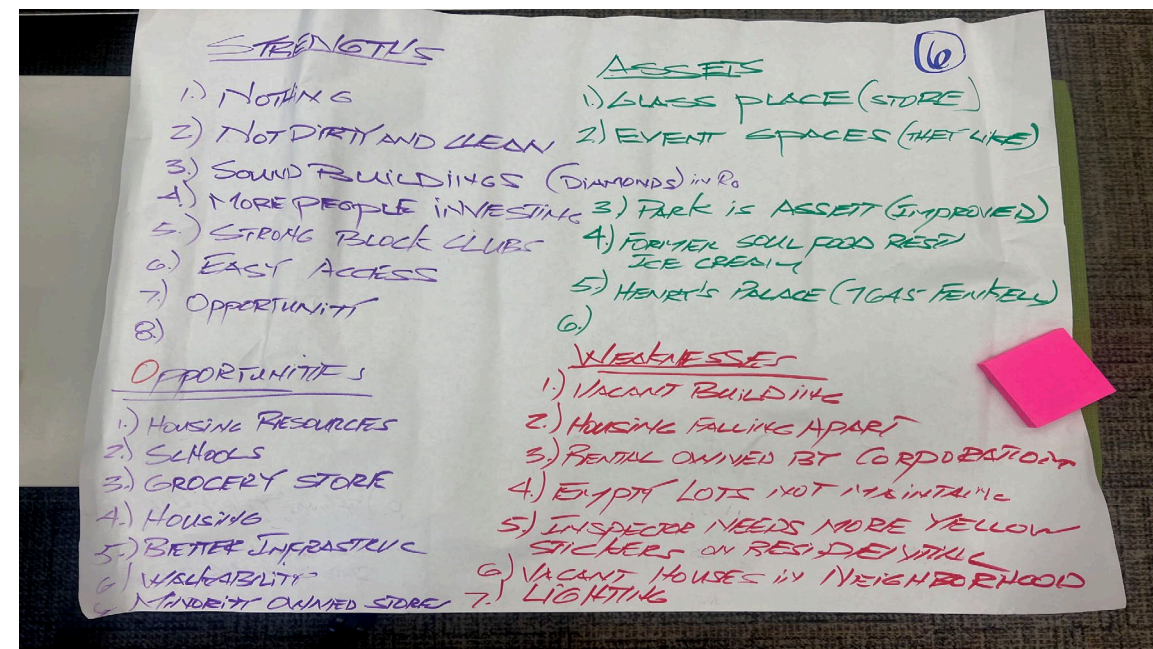 STRENGTHS
1.) NOTHING
2.) NOT DIRTY AND CLEAN
3.) SOUND BUILDIINGS (DIAMONDS) in Ro
4.) MORE PEOPLE INVESTING
5.) STRONG BLOCK CLUBS
6.) EASY ACCESS
7.) OPPORTUNITY
8.)
OPPORTUNITIES
1.) HOUSING RESOURCES
2.) SCHOOLS
3.) GROCERY STORE
4.) HOUSING
5.) BETTER INFRASTRUC
6.) WALKABILITY
MINORITY OWNED STORE
6
ASSETS
1.) GLASS PLACE (STORE)
2.) EVENT SPACES (THEY LIKE)
3.) PARK is ASSETT (IMPROVED)
4.) FORMER SOUL FOOD REST/
ICE CREAM
5.) HENRY'S PALACE (7645 FENKELL)
6.)
WEAKNESSES
1.) VACANT BUILDING
2.) HOUSING FALLING APART
3.) RENTAL OWNED BY CORPORATION
4.) EMPTY LOTS NOT MAINTAING
5.) INSPECTOR NEEDS MORE YELLOW
STICKERS ON
6.) VACANT HOUSES in NEIGHBORHOOD
7.) LIGHTING